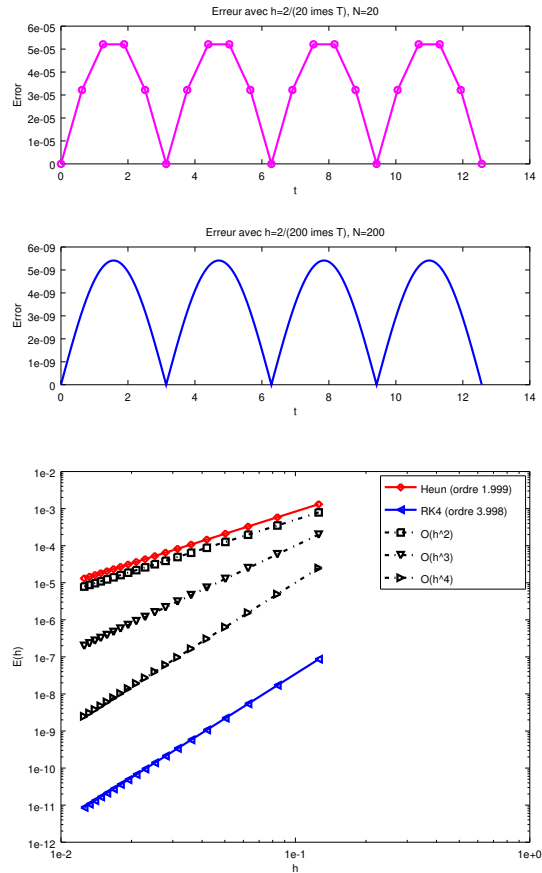 Erreur avec h=2/(20 imes T), N=20
6e-05
5e-05
4e-05
3e-05
2e-05
1e-05
0
Error
0 2 4 6 8 10 12 14
t
Erreur avec h=2/(200 imes T), N=200
6e-09
5e-09
4e-09
3e-09
2e-09
1e-09
0
Error
0 2 4 6 8 10 12 14
t
1e-2
1e-3
1e-4
1e-5
1e-6
1e-7
1e-8
1e-9
1e-10
1e-11
1e-12
E(h)
Heun (ordre 1.999)
RK4 (ordre 3.998)
O(h^2)
O(h^3)
O(h^4)
1e-2 1e-1 1e+0
h